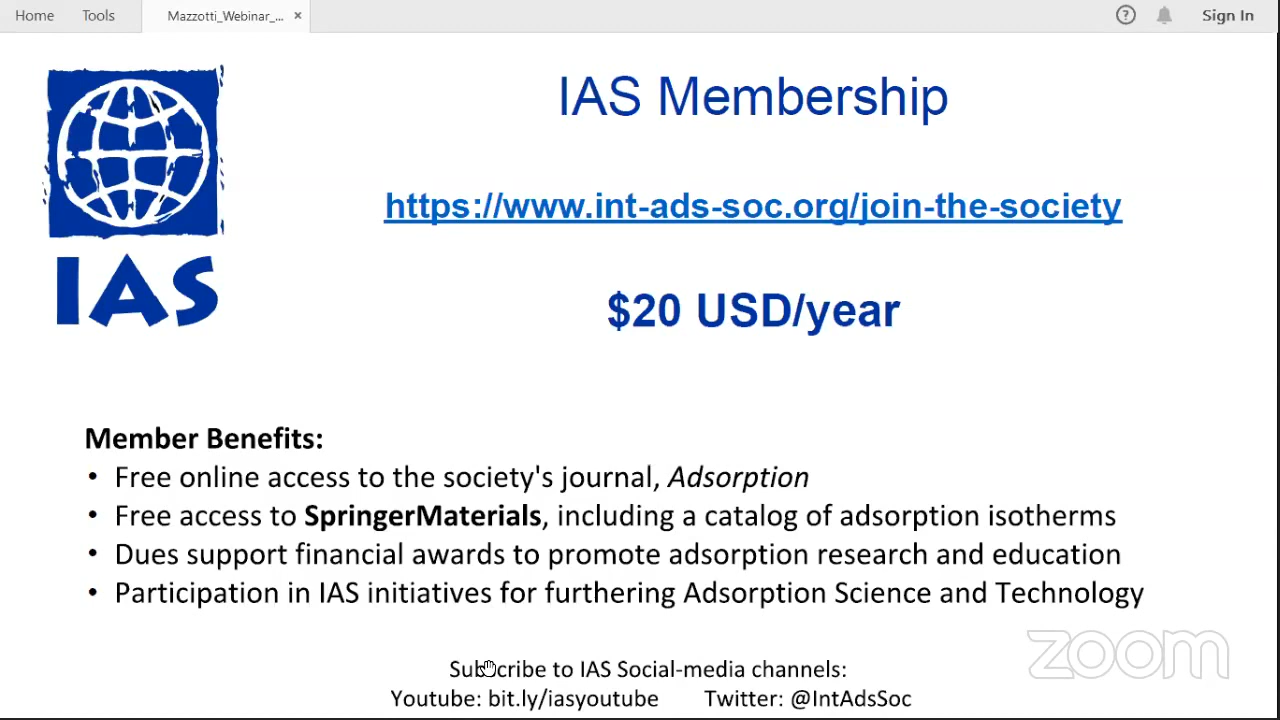 Home Tools Mazzotti_Webinar_... × ? Sign In
IAS Membership
https://www.int-ads-soc.org/join-the-society
IAS
$20 USD/year
Member Benefits:
• Free online access to the society's journal, Adsorption
• Free access to SpringerMaterials, including a catalog of adsorption isotherms
• Dues support financial awards to promote adsorption research and education
• Participation in IAS initiatives for furthering Adsorption Science and Technology
zoom
Subscribe to IAS Social-media channels:
Youtube: bit.ly/iasyoutube Twitter: @IntAdsSoc